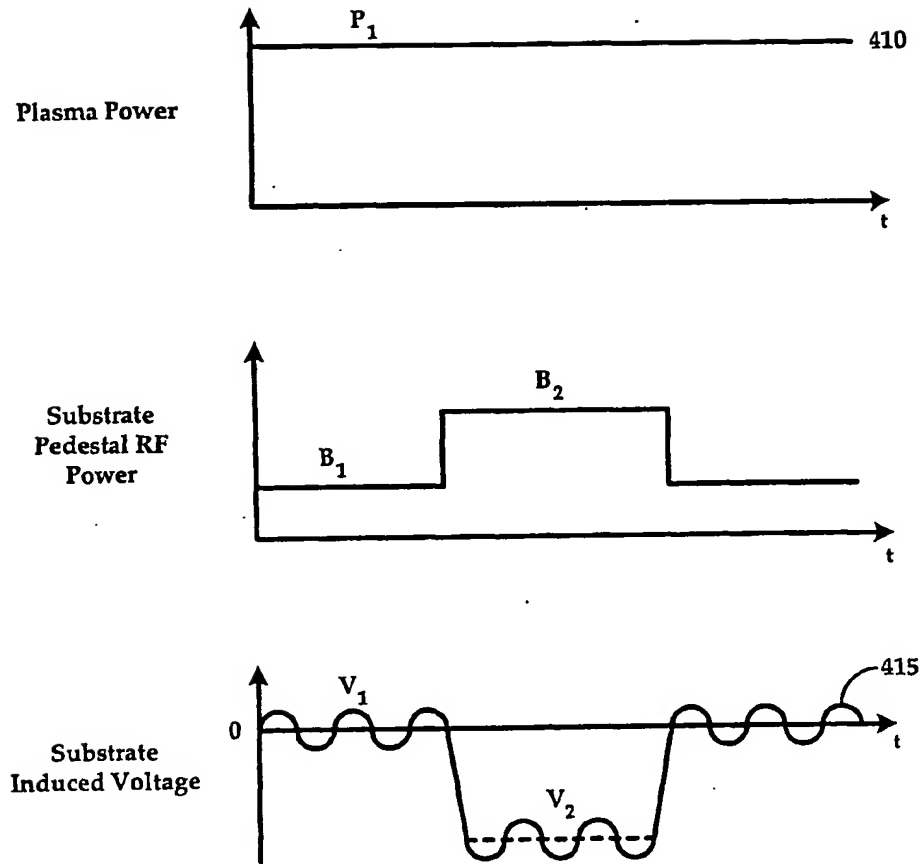 P₁
410
Plasma Power
t
B₂
Substrate
Pedestal RF
Power
B₁
t
415
V₁
0
t
Substrate
Induced Voltage
V₂